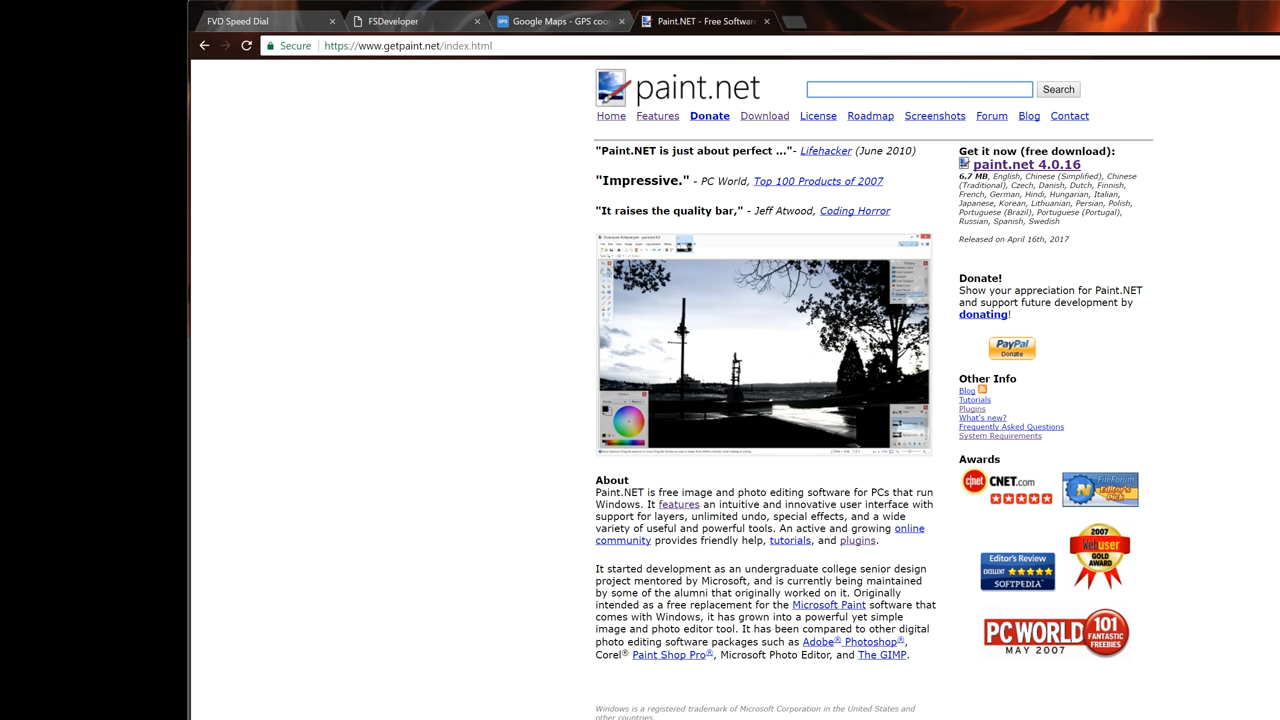 FVD Speed Dial
FSDeveloper
Google Maps - GPS coo
Paint.NET - Free Softwar
Secure
https://www.getpaint.net/index.html
paint.net
Search
Home Features Donate Download License Roadmap Screenshots Forum Blog Contact
"Paint.NET is just about perfect ..."- Lifehacker (June 2010)
"Impressive." - PC World, Top 100 Products of 2007
"It raises the quality bar," - Jeff Atwood, Coding Horror
Get it now (free download):
paint.net 4.0.16
6.7 MB, English, Chinese (Simplified), Chinese
(Traditional), Czech, Danish, Dutch, Finnish,
French, German, Hindi, Hungarian, Italian,
Japanese, Korean, Lithuanian, Persian, Polish,
Portuguese (Brazil), Portuguese (Portugal),
Russian, Spanish, Swedish
Released on April 16th, 2017
Donate!
Show your appreciation for Paint.NET
and support future development by
donating!
PayPal
Donate
Other Info
Blog
Tutorials
Plugins
What's new?
Frequently Asked Questions
System Requirements
Awards
c|net CNET.com
FileForum
Editor's
Pick
2007
Webuser
GOLD
AWARD
Editor's Review
EXCELLENT
SOFTPEDIA
PC WORLD 101
FANTASTIC
FREEBIES
MAY 2007
About
Paint.NET is free image and photo editing software for PCs that run
Windows. It features an intuitive and innovative user interface with
support for layers, unlimited undo, special effects, and a wide
variety of useful and powerful tools. An active and growing online
community provides friendly help, tutorials, and plugins.
It started development as an undergraduate college senior design
project mentored by Microsoft, and is currently being maintained
by some of the alumni that originally worked on it. Originally
intended as a free replacement for the Microsoft Paint software that
comes with Windows, it has grown into a powerful yet simple
image and photo editor tool. It has been compared to other digital
photo editing software packages such as Adobe® Photoshop®,
Corel® Paint Shop Pro®, Microsoft Photo Editor, and The GIMP.
Windows is a registered trademark of Microsoft Corporation in the United States and
other countries.